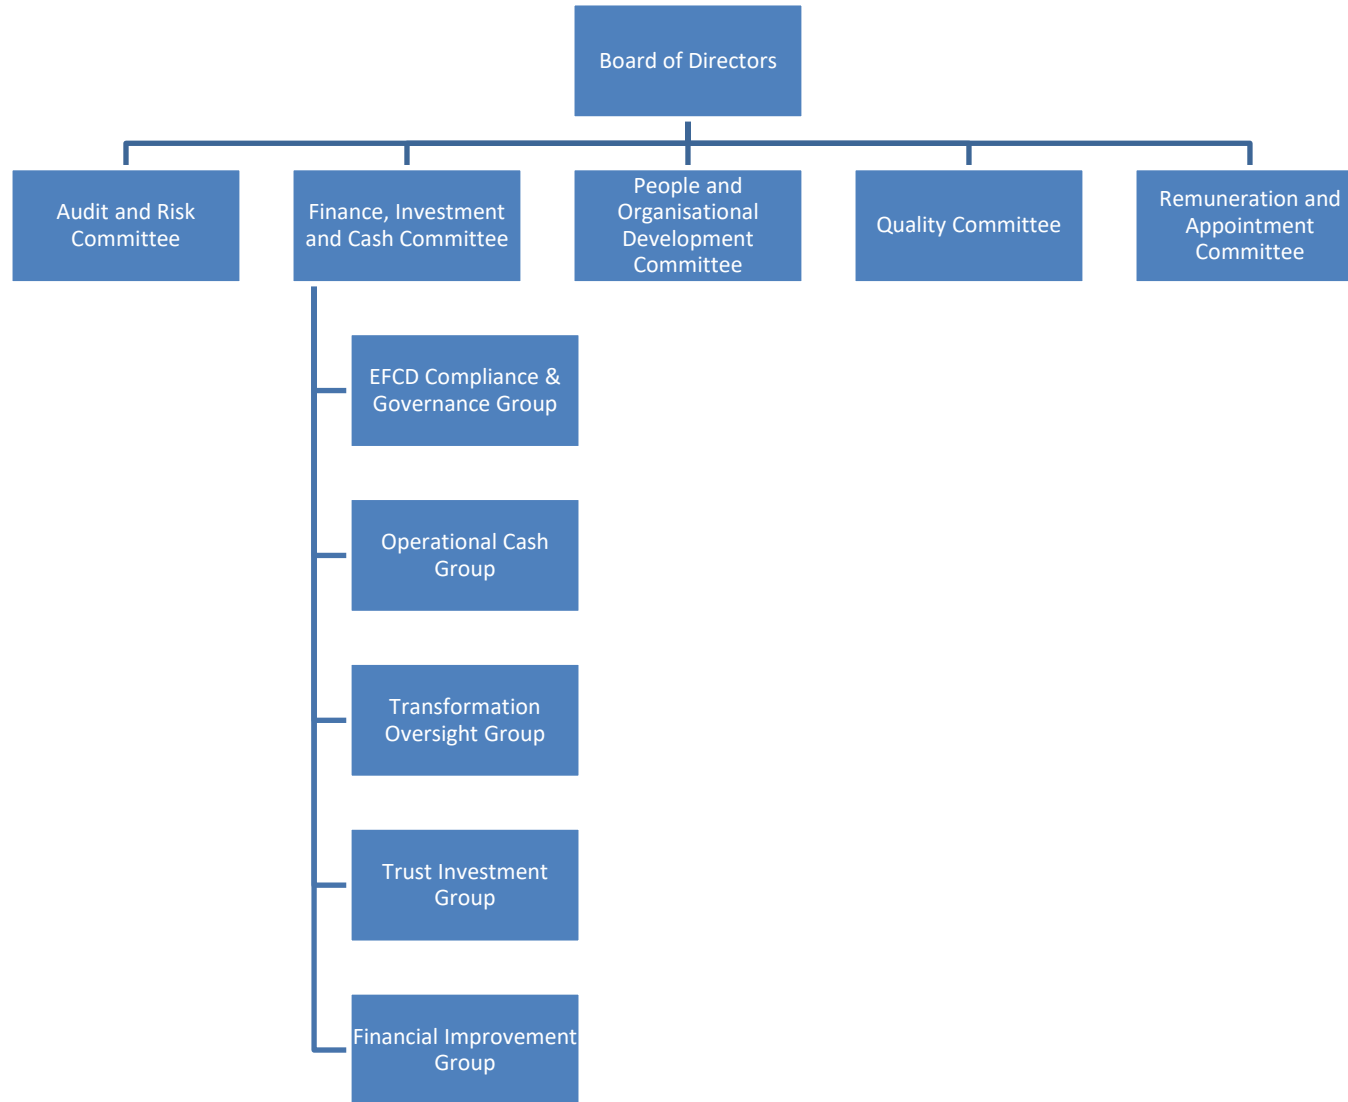 Board of Directors
Audit and Risk
Committee
Finance, Investment
and Cash Committee
People and
Organisational
Development
Committee
Quality Committee
Remuneration and
Appointment
Committee
EFCD Compliance &
Governance Group
Operational Cash
Group
Transformation
Oversight Group
Trust Investment
Group
Financial Improvement
Group